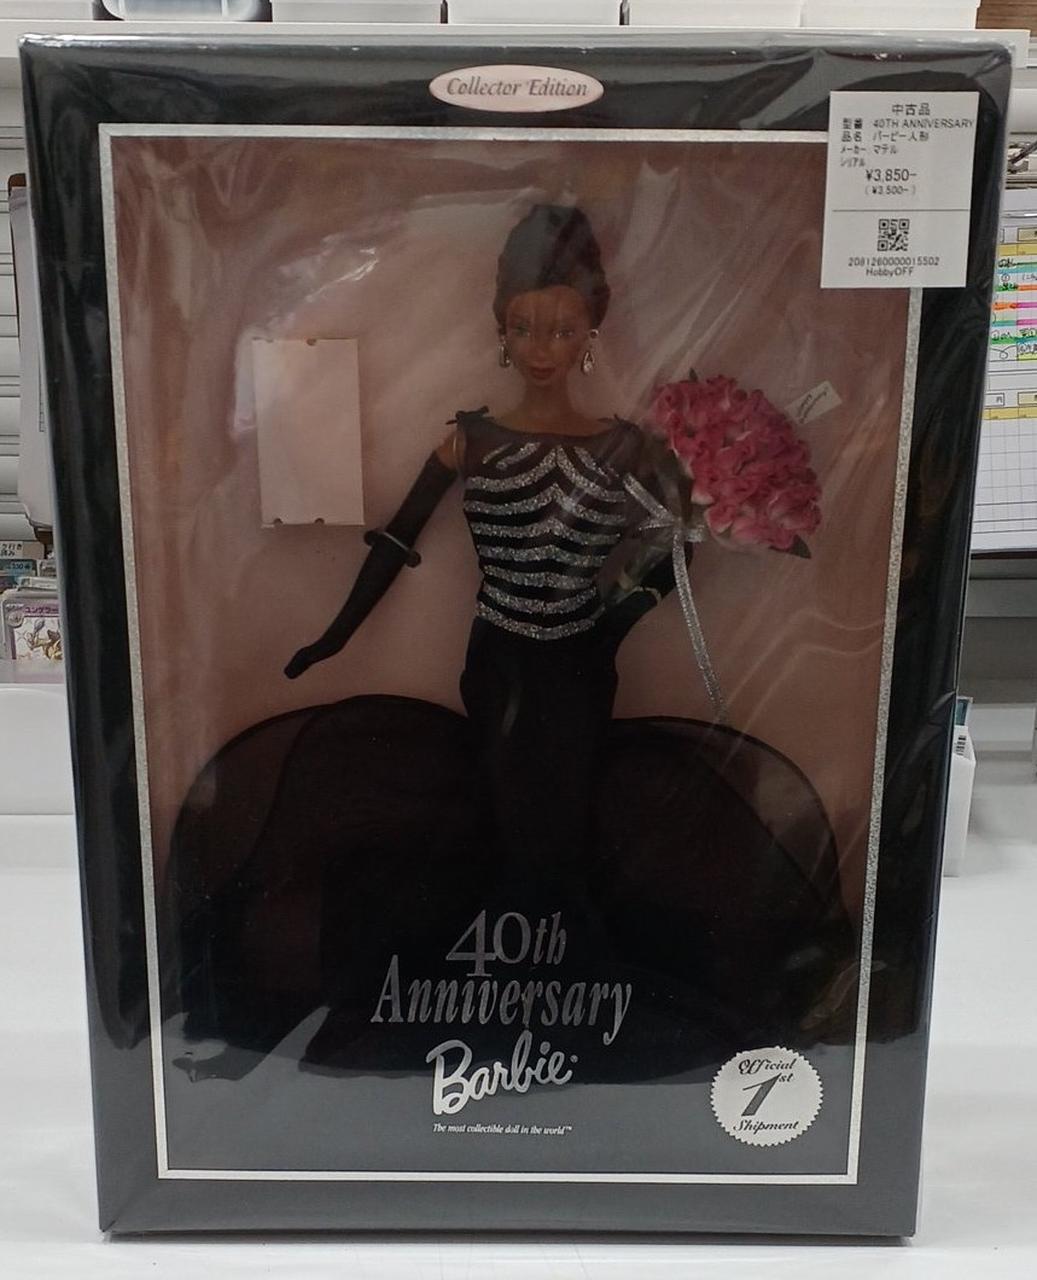 Collector Edition
中古品
型番 40TH ANNIVERSARY
品名 バービー人形
メーカー マテル
シリアル
¥3,850-
(¥3,500-)
2081260000015502
HobbyOFF
40th
Anniversary
Barbie
The most collectible doll in the world™
Official
1st
Shipment